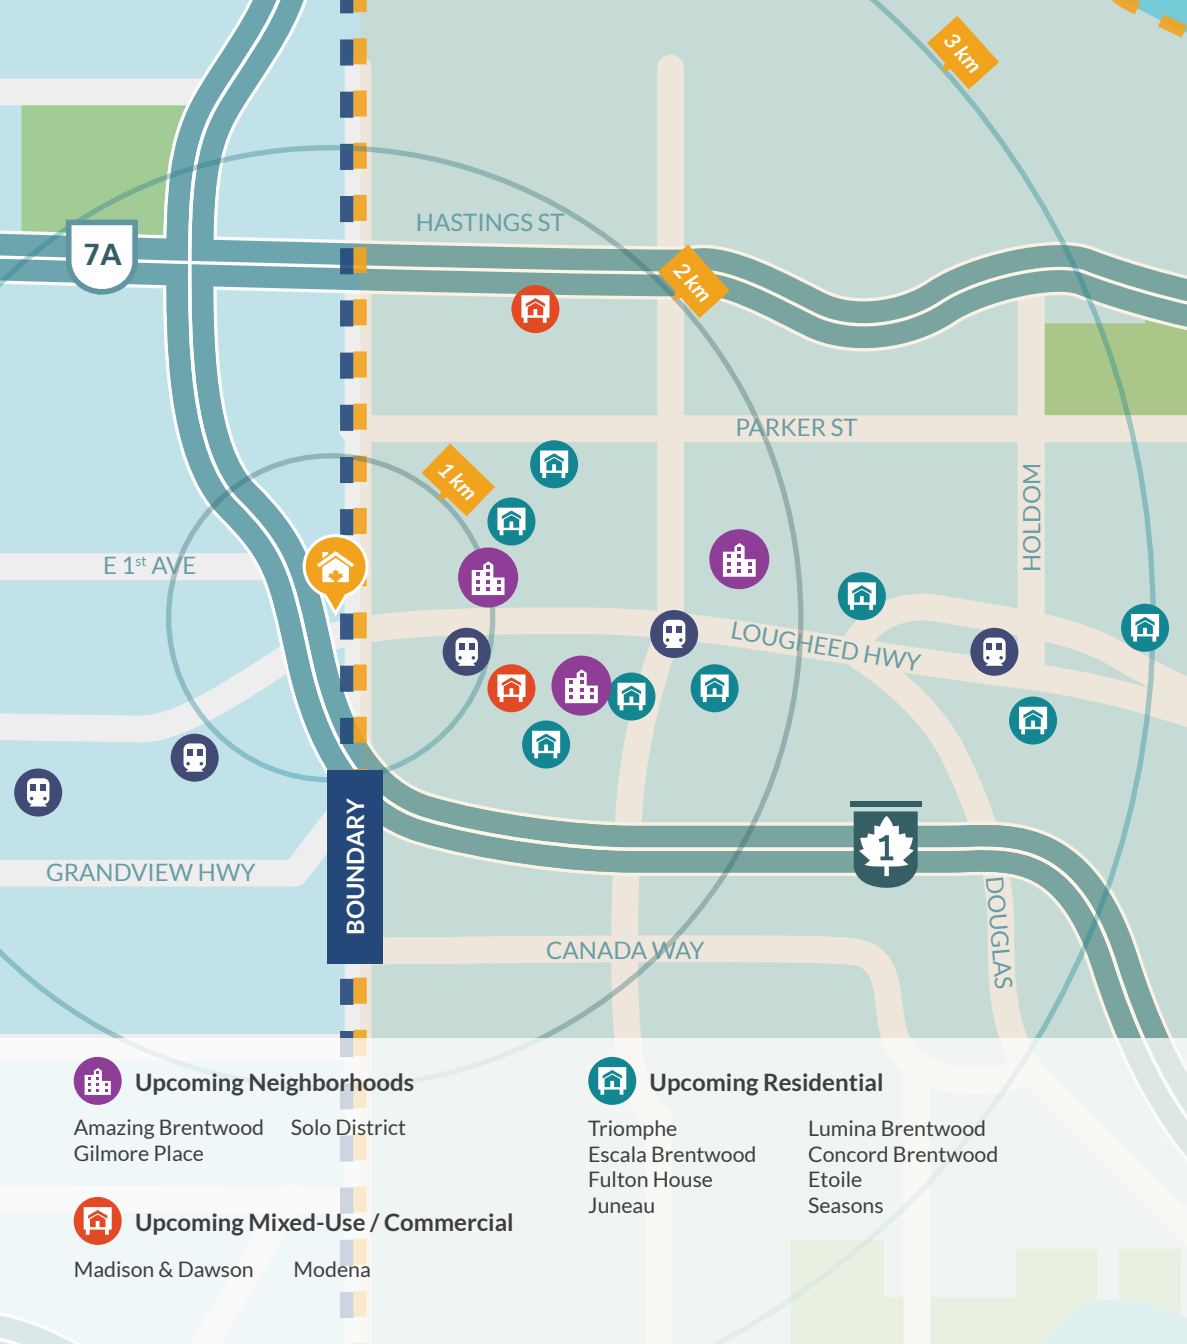 3 km
HASTINGS ST
7A
2 km
PARKER ST
1 km
HOLDOM
E 1st AVE
LOUGHEED HWY
BOUNDARY
1
GRANDVIEW HWY
DOUGLAS
CANADA WAY
Upcoming Neighborhoods
Amazing Brentwood Solo District
Gilmore Place
Upcoming Mixed-Use / Commercial
Madison & Dawson Modena
Upcoming Residential
Triomphe Lumina Brentwood
Escala Brentwood Concord Brentwood
Fulton House Etoile
Juneau Seasons